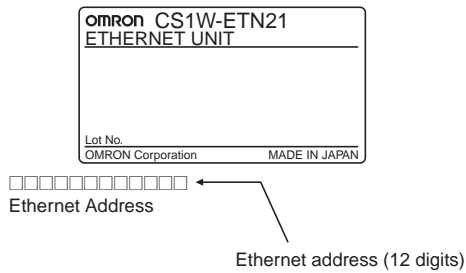 OMRON CS1W-ETN21
ETHERNET UNIT
Lot No.
OMRON Corporation MADE IN JAPAN
□□□□□□□□□□□□
Ethernet Address
Ethernet address (12 digits)